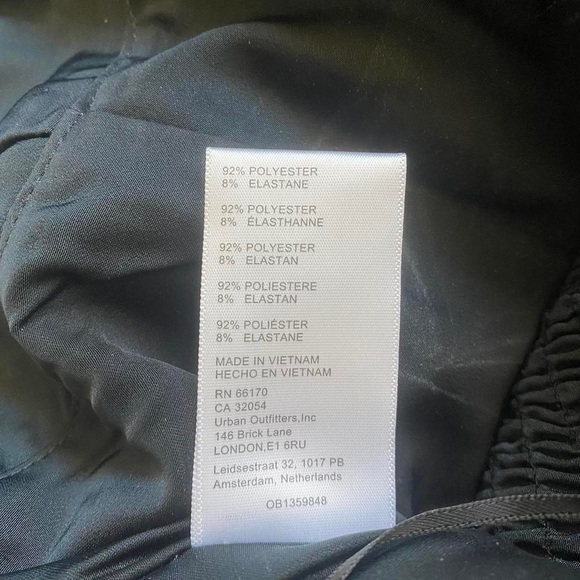 92% POLYESTER
8% ELASTANE
92% POLYESTER
8% ÉLASTHANNE
92% POLYESTER
8% ELASTAN
92% POLIESTERE
8% ELASTAN
92% POLIÉSTER
8% ELASTANE
MADE IN VIETNAM
HECHO EN VIETNAM
RN 66170
CA 32054
Urban Outfitters,Inc
146 Brick Lane
LONDON,E1 6RU
Leidsestraat 32, 1017 PB
Amsterdam, Netherlands
OB1359848